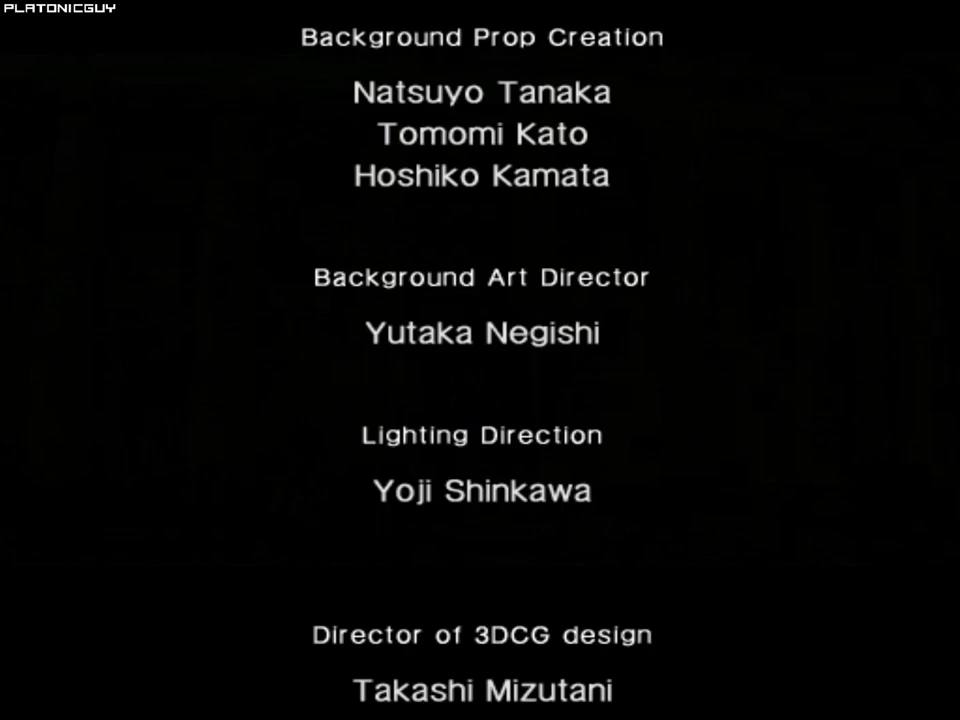 PLATONICGUY
Background Prop Creation
Natsuyo Tanaka
Tomomi Kato
Hoshiko Kamata
Background Art Director
Yutaka Negishi
Lighting Direction
Yoji Shinkawa
Director of 3DCG design
Takashi Mizutani